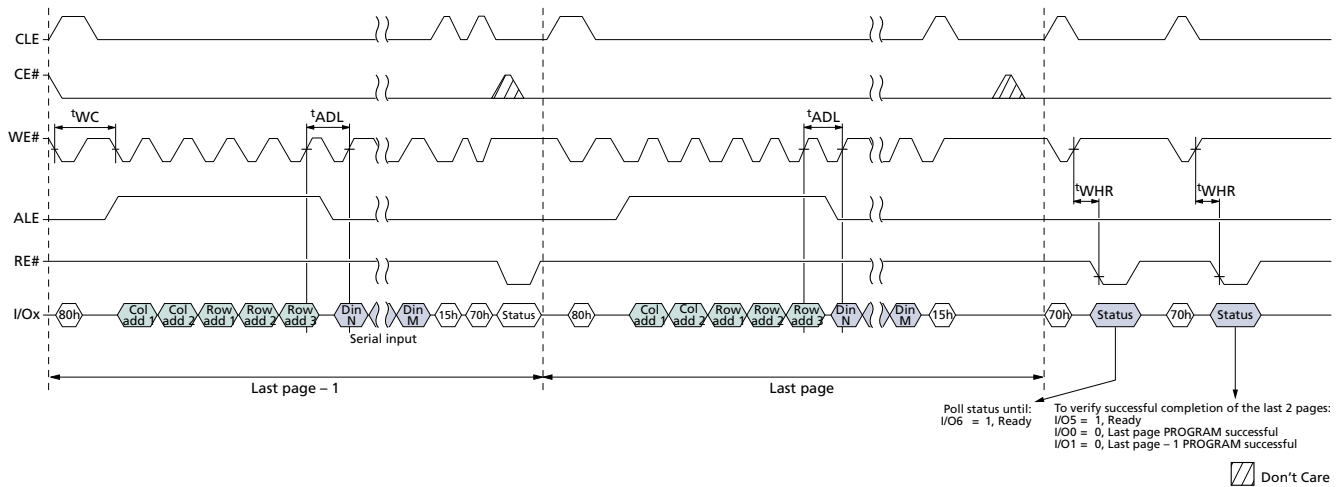 CLE
CE#
tWC
tADL
tADL
WE#
tWHR
tWHR
ALE
RE#
I/Ox
80h
Col add 1
Col add 2
Row add 1
Row add 2
Row add 3
Din N
Din M
15h
70h
Status
80h
Col add 1
Col add 2
Row add 1
Row add 2
Row add 3
Din N
Din M
15h
70h
Status
70h
Status
Serial input
Last page – 1
Last page
Poll status until:
I/O6 = 1, Ready
To verify successful completion of the last 2 pages:
I/O5 = 1, Ready
I/O0 = 0, Last page PROGRAM successful
I/O1 = 0, Last page – 1 PROGRAM successful
Don't Care